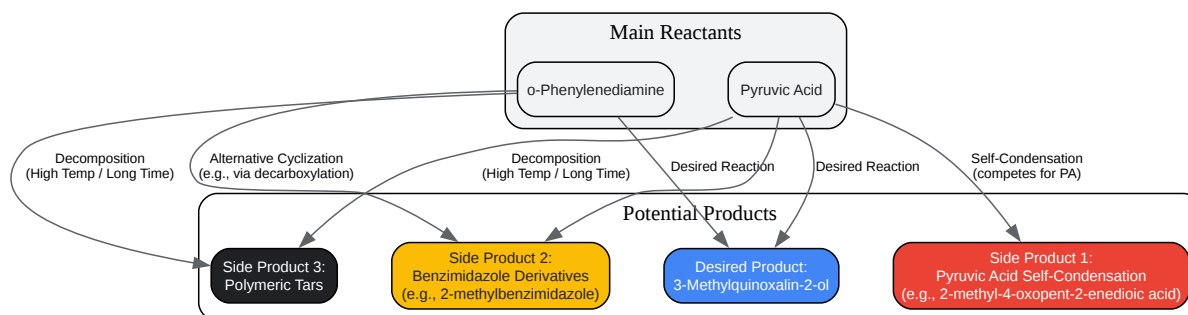 Main Reactants
o-Phenylenediamine
Pyruvic Acid
Decomposition
(High Temp / Long Time)
Alternative Cyclization
(e.g., via decarboxylation)
Decomposition
(High Temp / Long Time)
Desired Reaction
Desired Reaction
Self-Condensation
(competes for PA)
Potential Products
Side Product 3:
Polymeric Tars
Side Product 2:
Benzimidazole Derivatives
(e.g., 2-methylbenzimidazole)
Desired Product:
3-Methylquinoxalin-2-ol
Side Product 1:
Pyruvic Acid Self-Condensation
(e.g., 2-methyl-4-oxopent-2-enedioic acid)